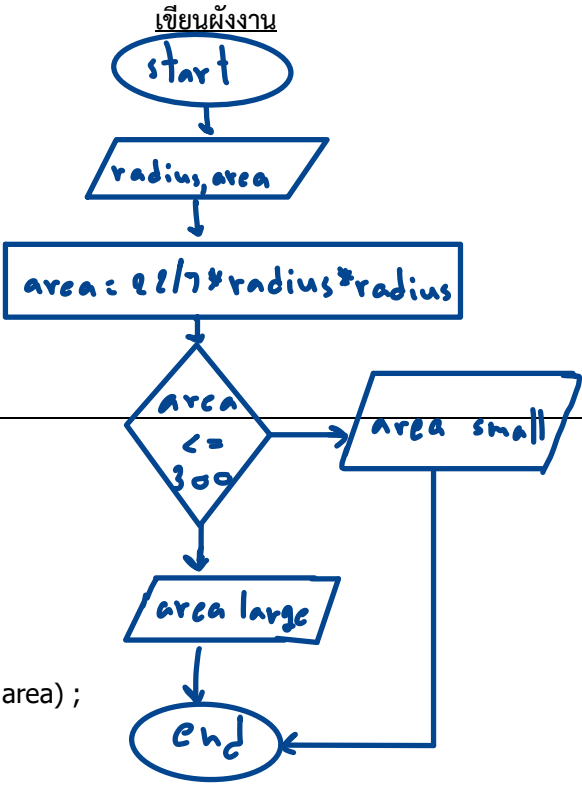 เขียนผังงาน
start
radius, area
area = 22/7 * radius * radius
area
<=
300
area small
area large
area) ;
end